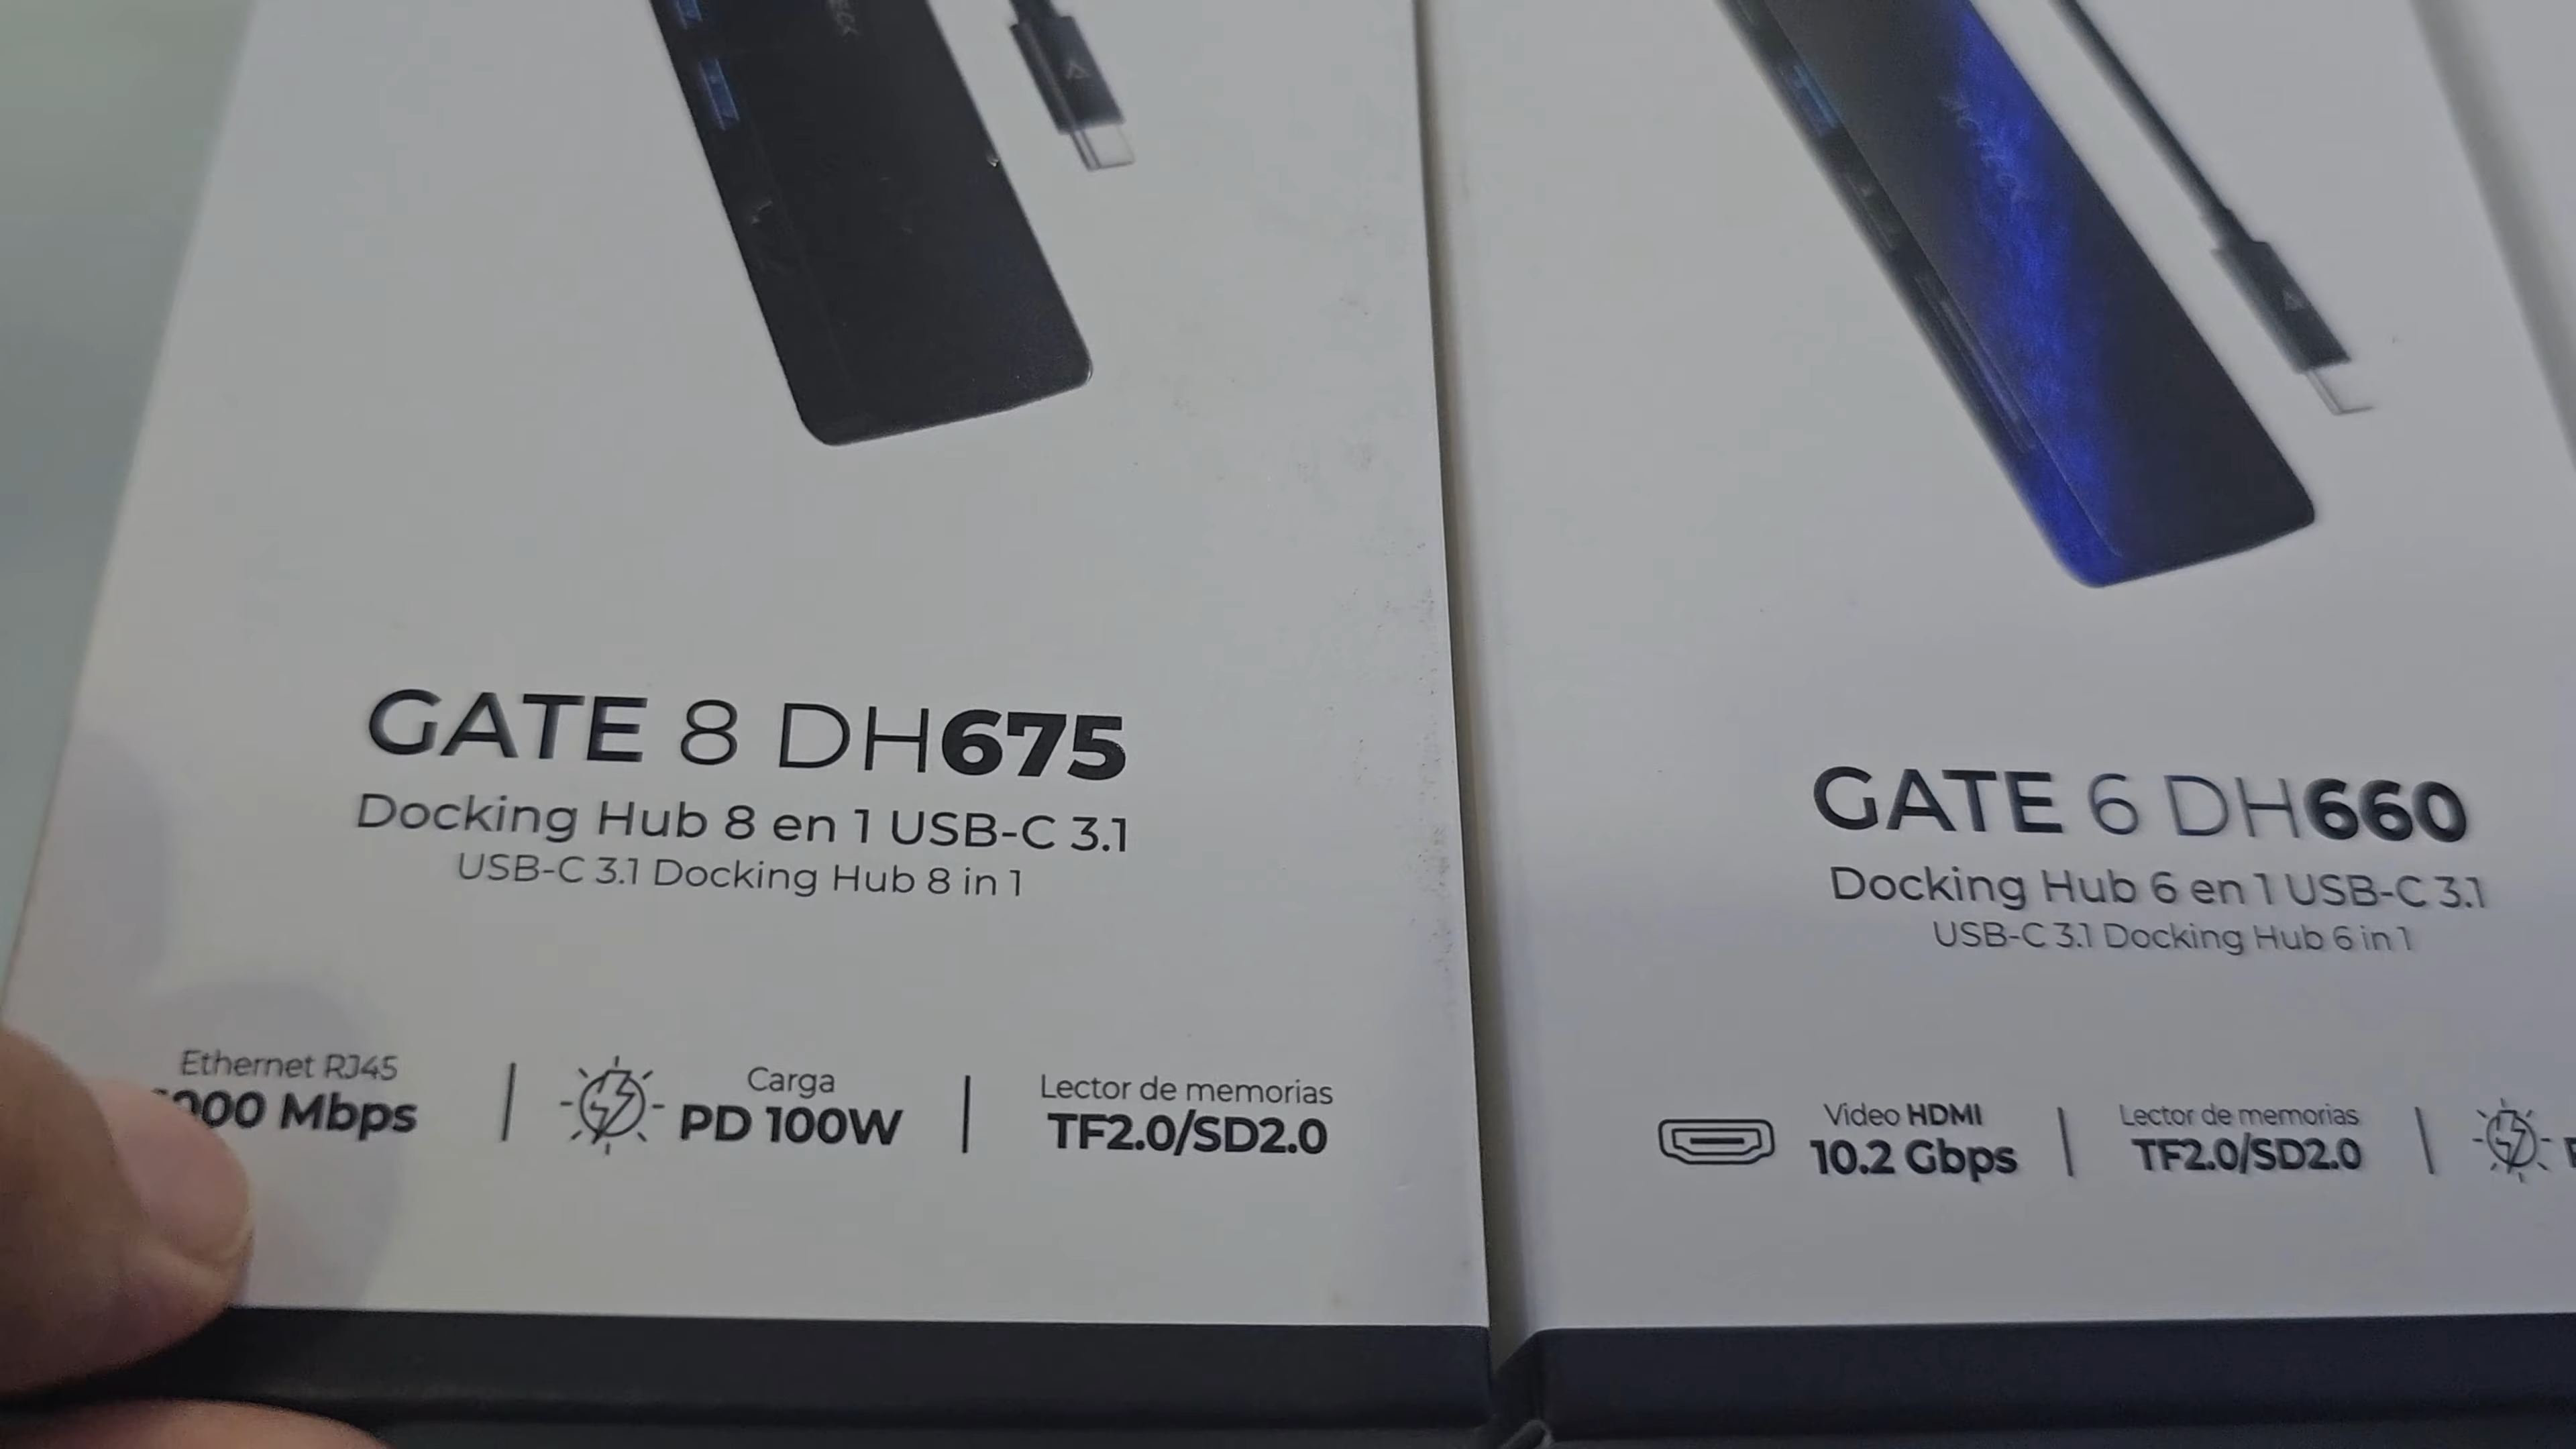 GATE 8 DH675
Docking Hub 8 en 1 USB-C 3.1
USB-C 3.1 Docking Hub 8 in 1
Ethernet RJ45
Mbps
Carga
PD 100W
Lector de memorias
TF2.0/SD2.0
GATE 6 DH660
Docking Hub 6 en 1 USB-C 3.1
USB-C 3.1 Docking Hub 6 in 1
Video HDMI
10.2 Gbps
Lector de memorias
TF2.0/SD2.0